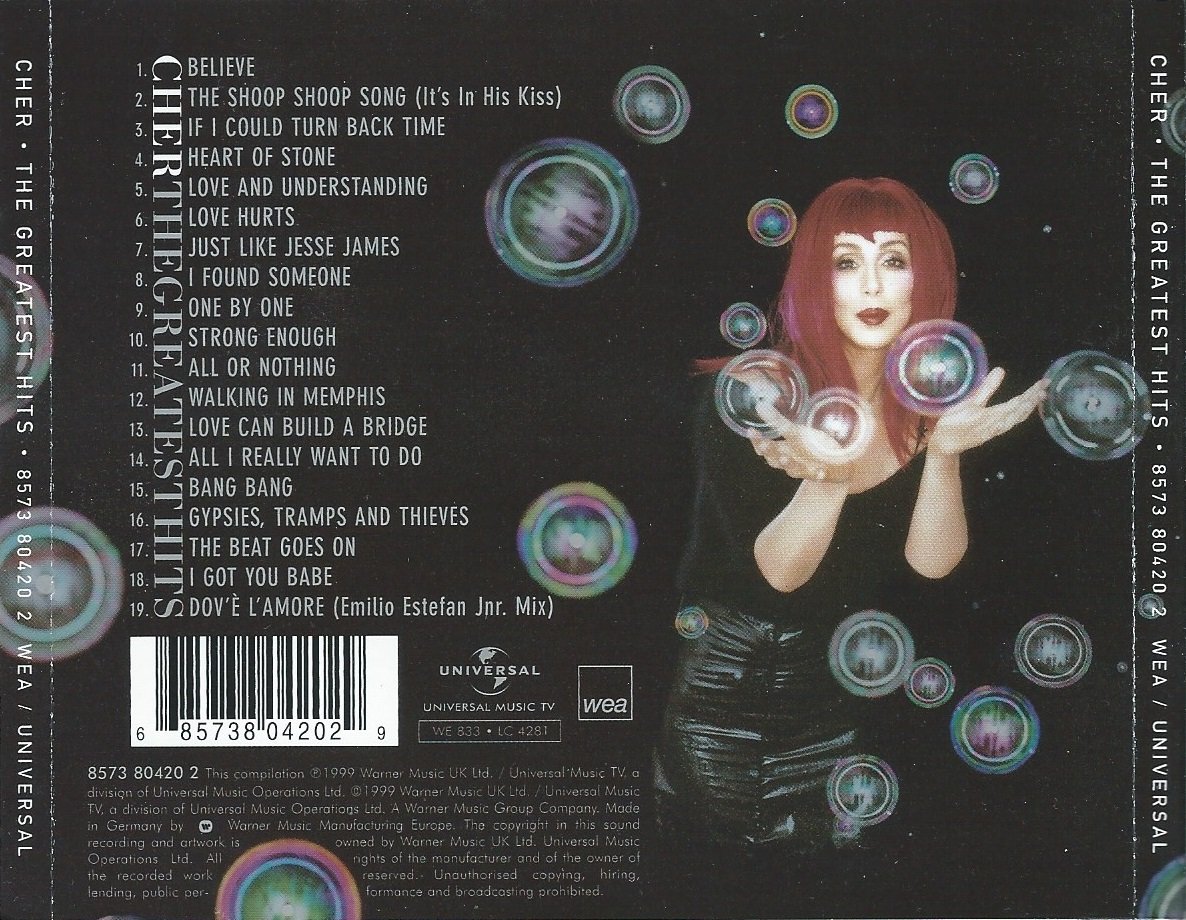 CHER • THE GREATEST HITS • 8573 80420 2 WEA / UNIVERSAL
CHERTHEGREATESTHITS
1. BELIEVE
2. THE SHOOP SHOOP SONG (It's In His Kiss)
3. IF I COULD TURN BACK TIME
4. HEART OF STONE
5. LOVE AND UNDERSTANDING
6. LOVE HURTS
7. JUST LIKE JESSE JAMES
8. I FOUND SOMEONE
9. ONE BY ONE
10. STRONG ENOUGH
11. ALL OR NOTHING
12. WALKING IN MEMPHIS
13. LOVE CAN BUILD A BRIDGE
14. ALL I REALLY WANT TO DO
15. BANG BANG
16. GYPSIES, TRAMPS AND THIEVES
17. THE BEAT GOES ON
18. I GOT YOU BABE
19. DOV'È L'AMORE (Emilio Estefan Jnr. Mix)
6 85738 04202 9
UNIVERSAL
UNIVERSAL MUSIC TV
WE 833 • LC 4281
wea
8573 80420 2 This compilation ℗1999 Warner Music UK Ltd. / Universal Music TV, a
division of Universal Music Operations Ltd. ©1999 Warner Music UK Ltd. / Universal Music
TV, a division of Universal Music Operations Ltd. A Warner Music Group Company. Made
in Germany by Warner Music Manufacturing Europe. The copyright in this sound
recording and artwork is owned by Warner Music UK Ltd. Universal Music
Operations Ltd. All rights of the manufacturer and of the owner of
the recorded work reserved. Unauthorised copying, hiring,
lending, public per- formance and broadcasting prohibited.
CHER • THE GREATEST HITS • 8573 80420 2 WEA / UNIVERSAL